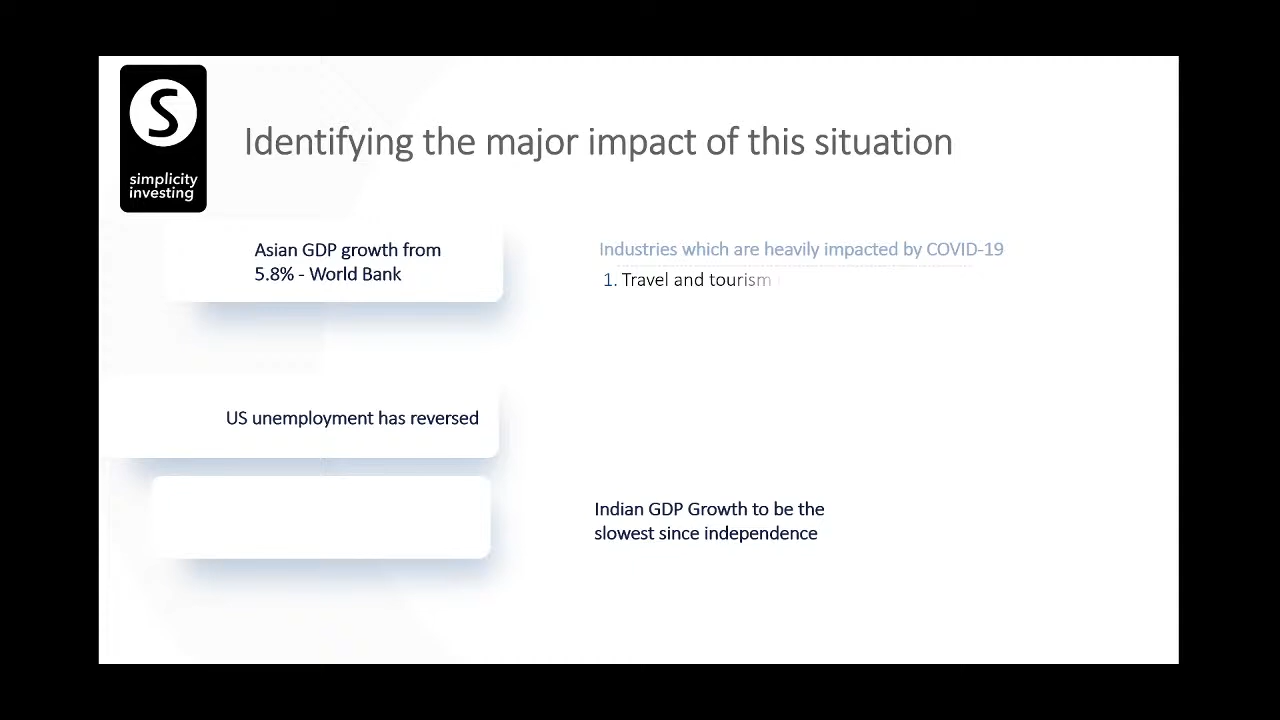 S
simplicity
investing
Identifying the major impact of this situation
Asian GDP growth from
5.8% - World Bank
US unemployment has reversed
Industries which are heavily impacted by COVID-19
1. Travel and tourism
Indian GDP Growth to be the
slowest since independence